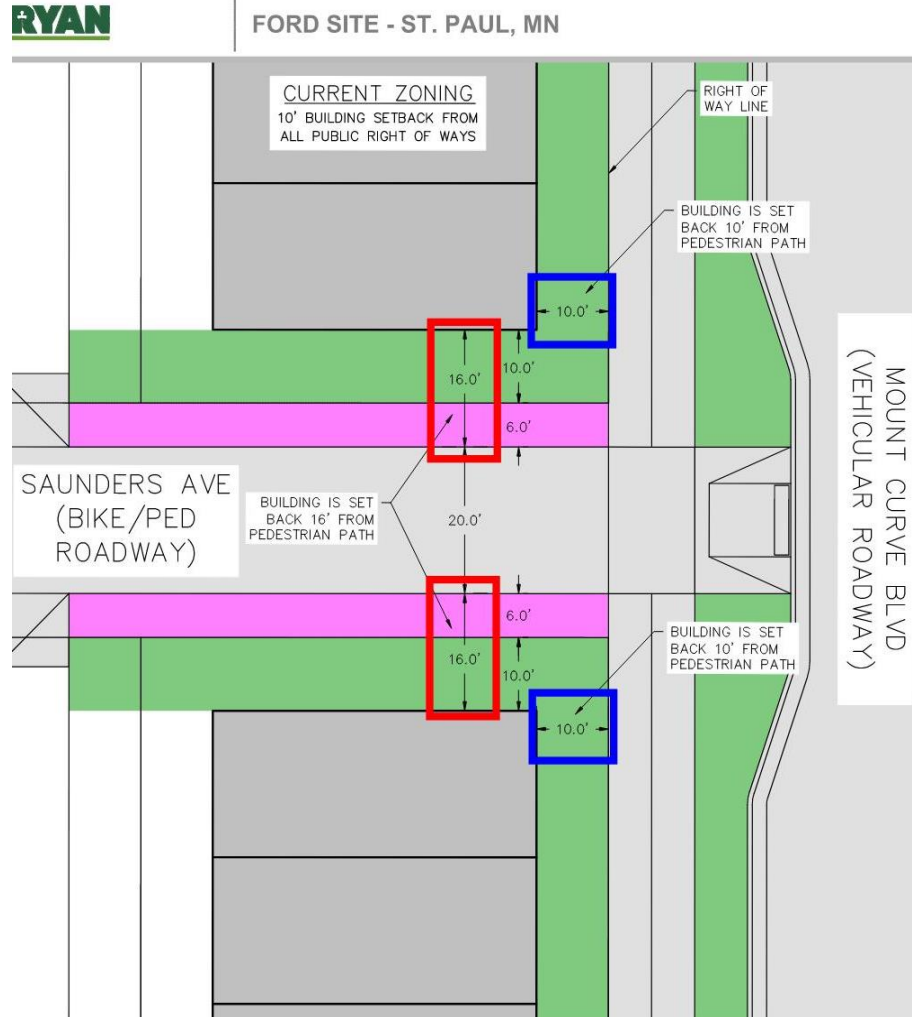 RYAN
FORD SITE - ST. PAUL, MN
CURRENT ZONING
10' BUILDING SETBACK FROM
ALL PUBLIC RIGHT OF WAYS
RIGHT OF
WAY LINE
BUILDING IS SET
BACK 10' FROM
PEDESTRIAN PATH
10.0'
16.0'
10.0'
6.0'
MOUNT CURVE BLVD
(VEHICULAR ROADWAY)
SAUNDERS AVE
(BIKE/PED
ROADWAY)
BUILDING IS SET
BACK 16' FROM
PEDESTRIAN PATH
20.0'
6.0'
16.0'
10.0'
BUILDING IS SET
BACK 10' FROM
PEDESTRIAN PATH
10.0'